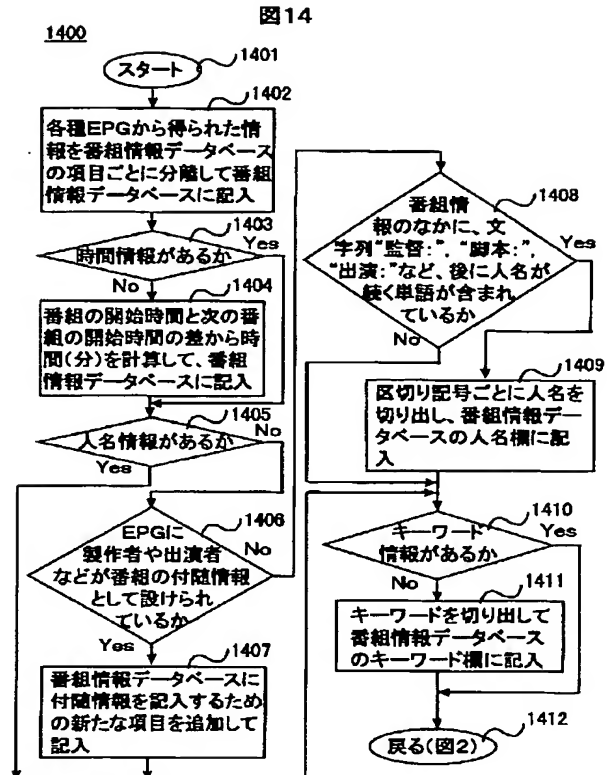 図14
1400
スタート
1401
1402
各種EPGから得られた情
報を番組情報データベース
の項目ごとに分離して番組
情報データベースに記入
1403
時間情報があるか
Yes
No
1404
番組の開始時間と次の番
組の開始時間の差から時
間(分)を計算して、番組
情報データベースに記入
1405
人名情報があるか
No
Yes
1406
EPGに
製作者や出演者
などが番組の付随情報
として設けられ
ているか
No
Yes
1407
番組情報データベースに
付随情報を記入するため
の新たな項目を追加して
記入
1408
番組情
報のなかに、文
字列“監督:”, “脚本:”,
“出演:”など、後に人名が
続く単語が含まれ
ているか
Yes
No
1409
区切り記号ごとに人名を
切り出し、番組情報デー
タベースの人名欄に記
入
1410
キーワード
情報があるか
Yes
No
1411
キーワードを切り出して
番組情報データベース
のキーワード欄に記入
1412
戻る(図2)